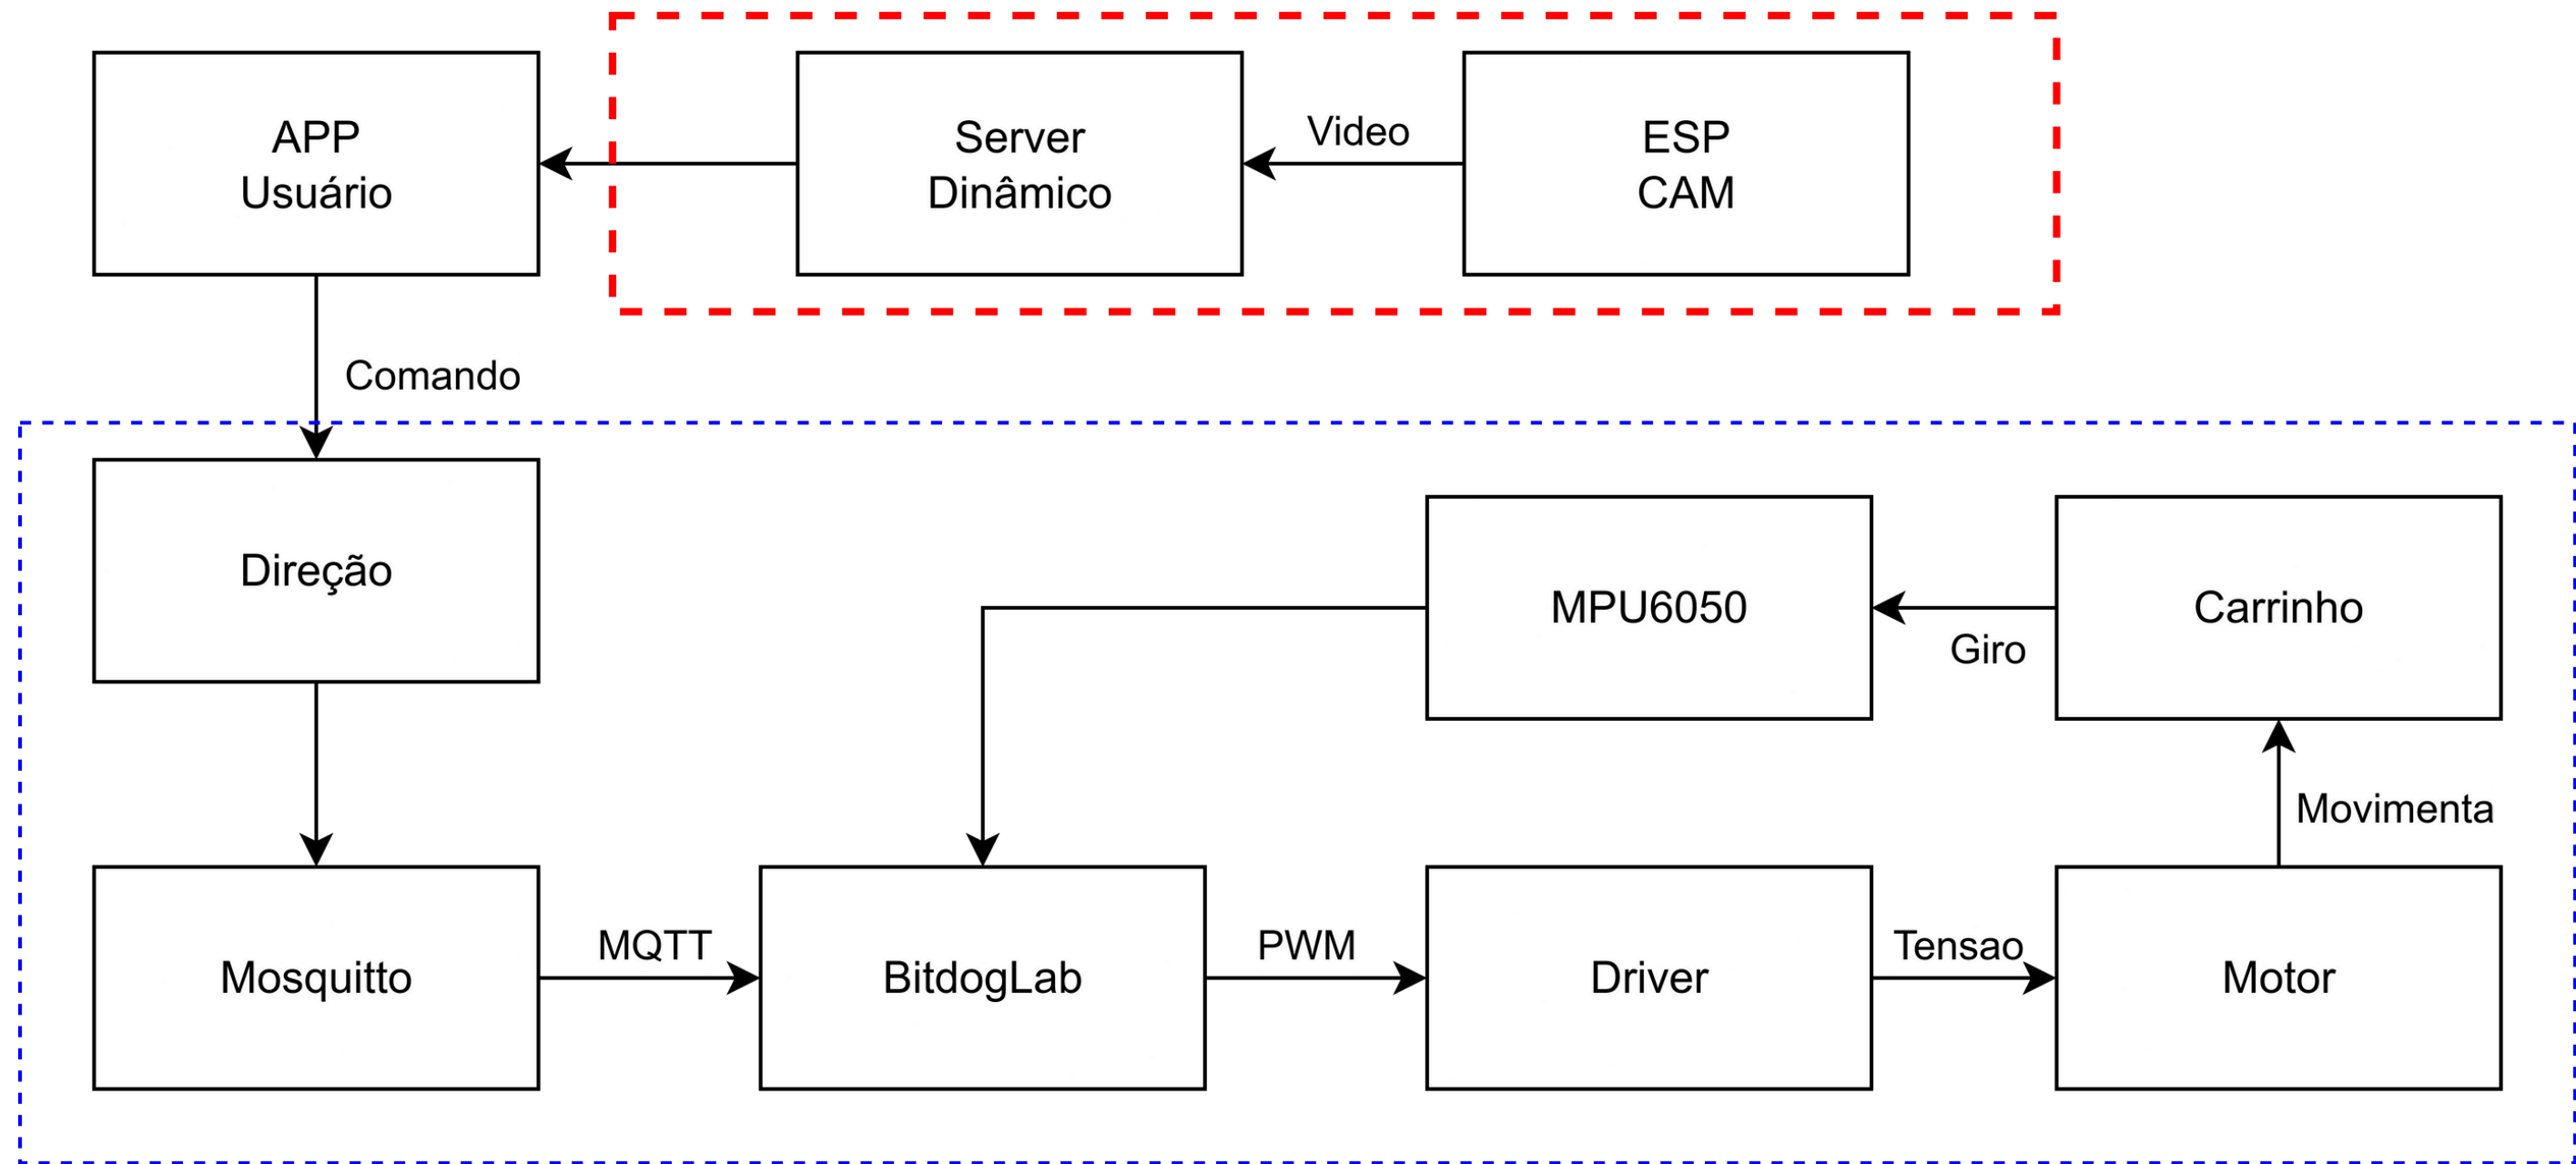 APP
Usuário
Server
Dinâmico
Video
ESP
CAM
Comando
Direção
MPU6050
Giro
Carrinho
Movimenta
Mosquitto
MQTT
BitdogLab
PWM
Driver
Tensao
Motor